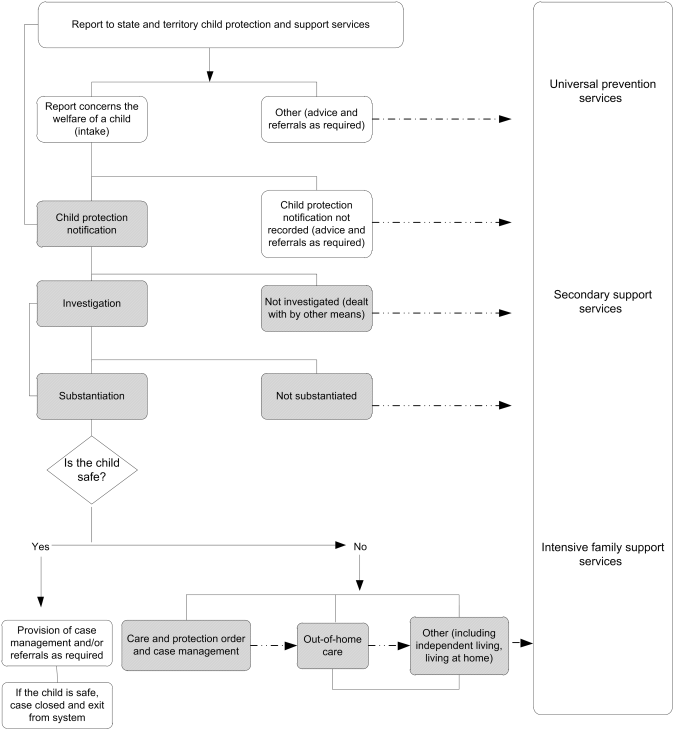 Report to state and territory child protection and support services
Report concerns the
welfare of a child
(intake)
Other (advice and
referrals as required)
Universal prevention
services
Child protection
notification
Child protection
notification not
recorded (advice and
referrals as required)
Investigation
Not investigated (dealt
with by other means)
Secondary support
services
Substantiation
Not substantiated
Is the child
safe?
Yes
No
Intensive family support
services
Provision of case
management and/or
referrals as required
Care and protection order
and case management
Out-of-home
care
Other (including
independent living,
living at home)
If the child is safe,
case closed and exit
from system